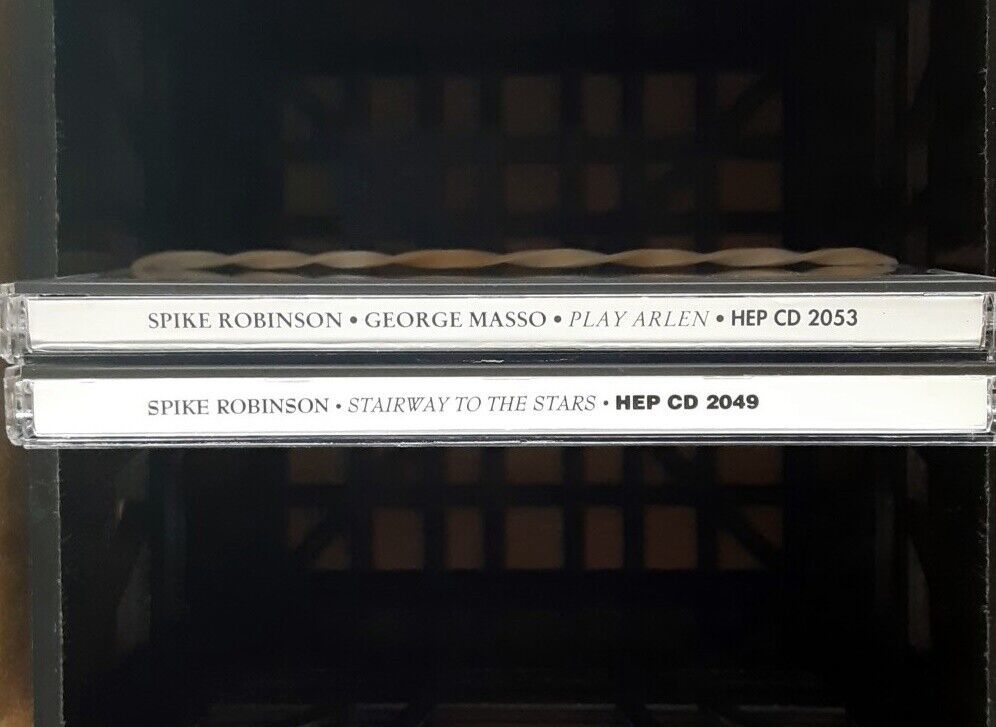 SPIKE ROBINSON • GEORGE MASSO • PLAY ARLEN • HEP CD 2053
SPIKE ROBINSON • STAIRWAY TO THE STARS • HEP CD 2049